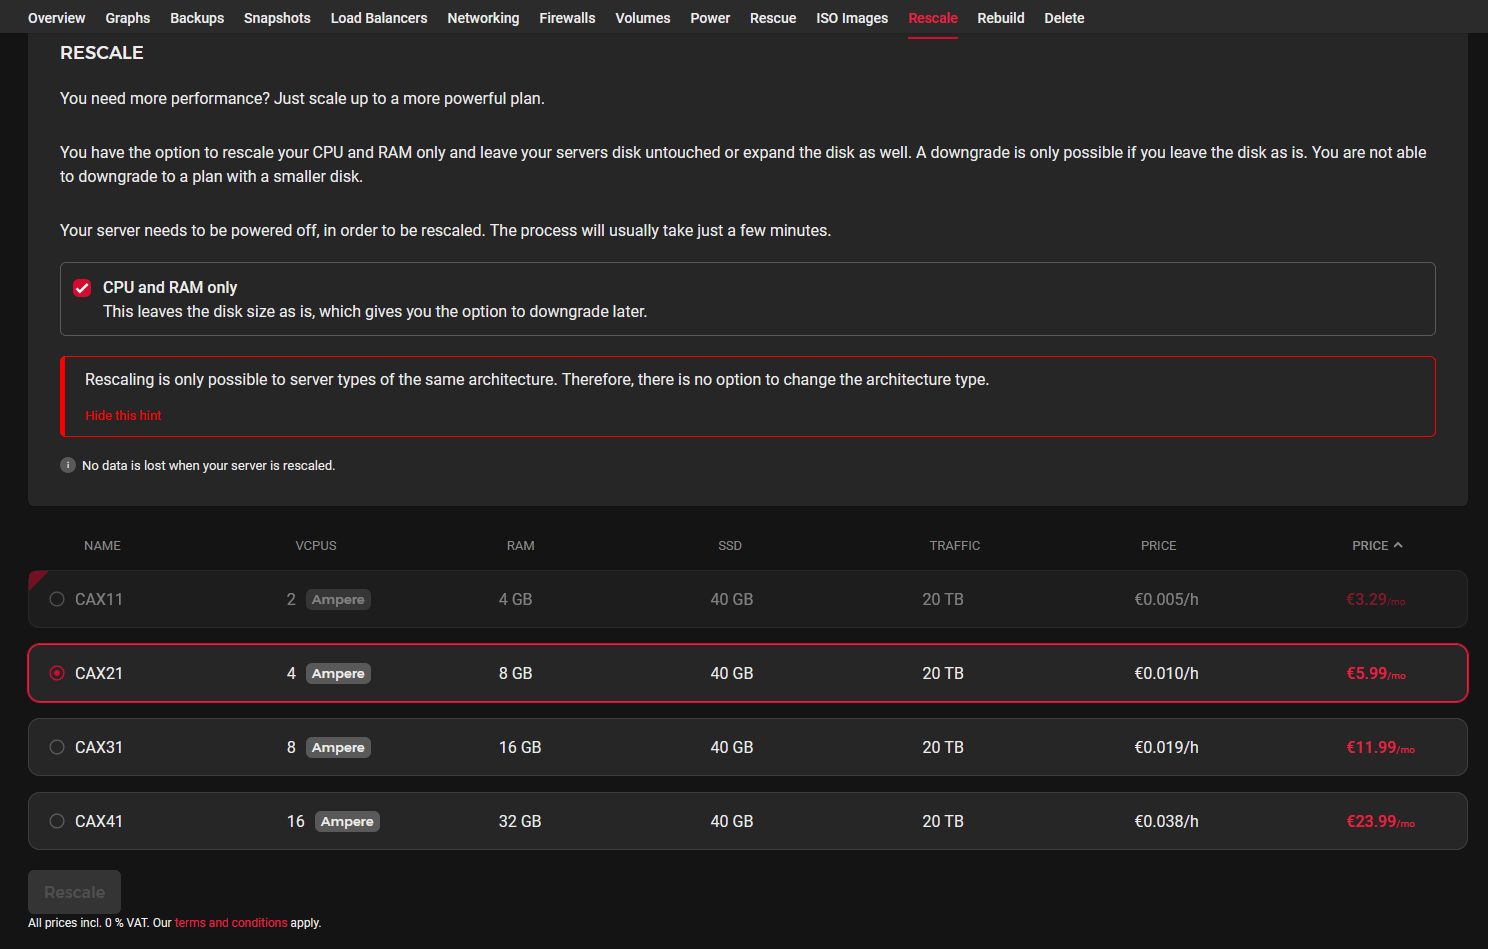 Overview Graphs Backups Snapshots Load Balancers Networking Firewalls Volumes Power Rescue ISO Images Rescale Rebuild Delete
RESCALE
You need more performance? Just scale up to a more powerful plan.
You have the option to rescale your CPU and RAM only and leave your servers disk untouched or expand the disk as well. A downgrade is only possible if you leave the disk as is. You are not able
to downgrade to a plan with a smaller disk.
Your server needs to be powered off, in order to be rescaled. The process will usually take just a few minutes.
CPU and RAM only
This leaves the disk size as is, which gives you the option to downgrade later.
Rescaling is only possible to server types of the same architecture. Therefore, there is no option to change the architecture type.
Hide this hint
i No data is lost when your server is rescaled.
NAME VCPUS RAM SSD TRAFFIC PRICE PRICE
CAX11 2 Ampere 4 GB 40 GB 20 TB €0.005/h €3.29/mo
CAX21 4 Ampere 8 GB 40 GB 20 TB €0.010/h €5.99/mo
CAX31 8 Ampere 16 GB 40 GB 20 TB €0.019/h €11.99/mo
CAX41 16 Ampere 32 GB 40 GB 20 TB €0.038/h €23.99/mo
Rescale
All prices incl. 0 % VAT. Our terms and conditions apply.